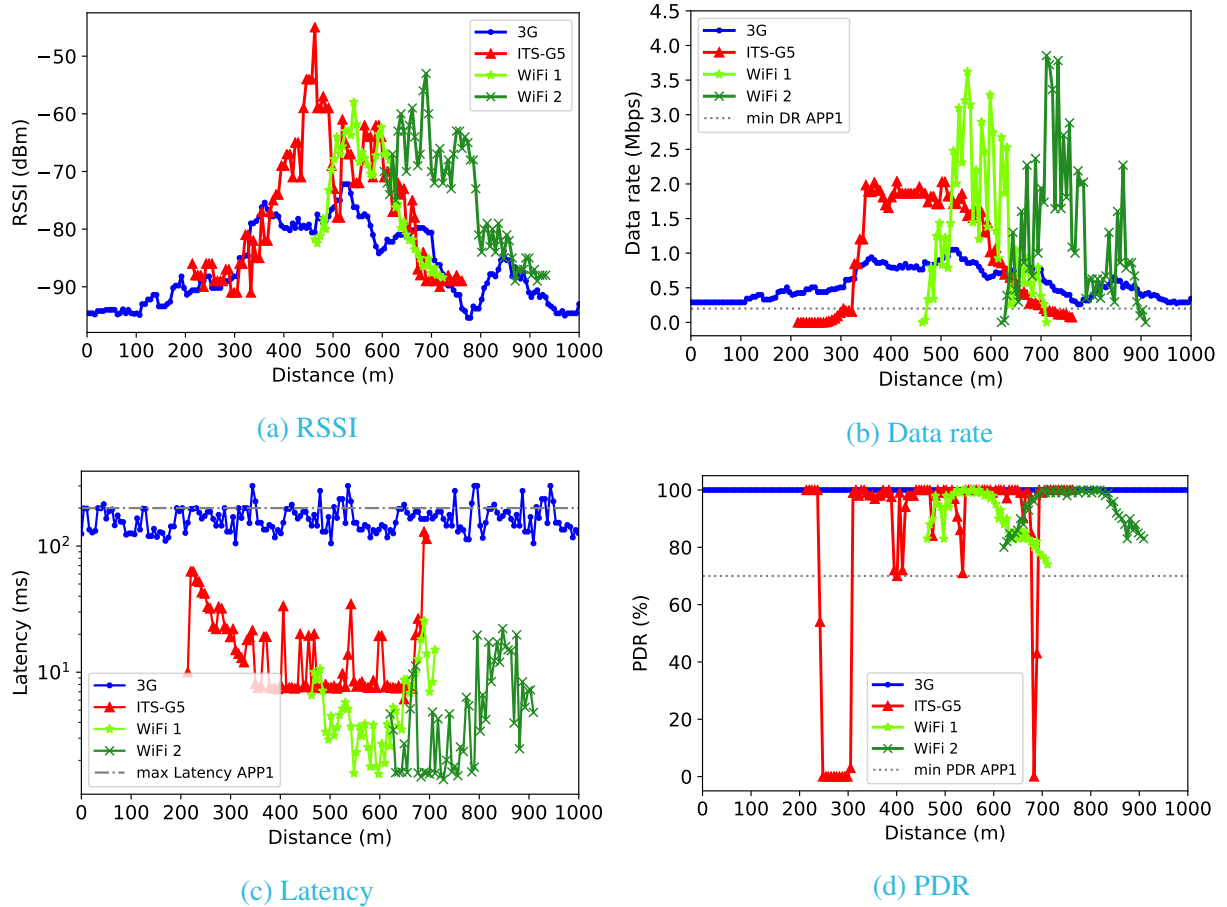 RSSI (dBm)
−50
−60
−70
−80
−90
3G
ITS-G5
WiFi 1
WiFi 2
0 100 200 300 400 500 600 700 800 900 1000
Distance (m)
(a) RSSI
Data rate (Mbps)
4.5
4.0
3.5
3.0
2.5
2.0
1.5
1.0
0.5
0.0
3G
ITS-G5
WiFi 1
WiFi 2
min DR APP1
0 100 200 300 400 500 600 700 800 900 1000
Distance (m)
(b) Data rate
Latency (ms)
10²
10¹
3G
ITS-G5
WiFi 1
WiFi 2
max Latency APP1
0 100 200 300 400 500 600 700 800 900 1000
Distance (m)
(c) Latency
PDR (%)
100
80
60
40
20
0
3G
ITS-G5
WiFi 1
WiFi 2
min PDR APP1
0 100 200 300 400 500 600 700 800 900 1000
Distance (m)
(d) PDR